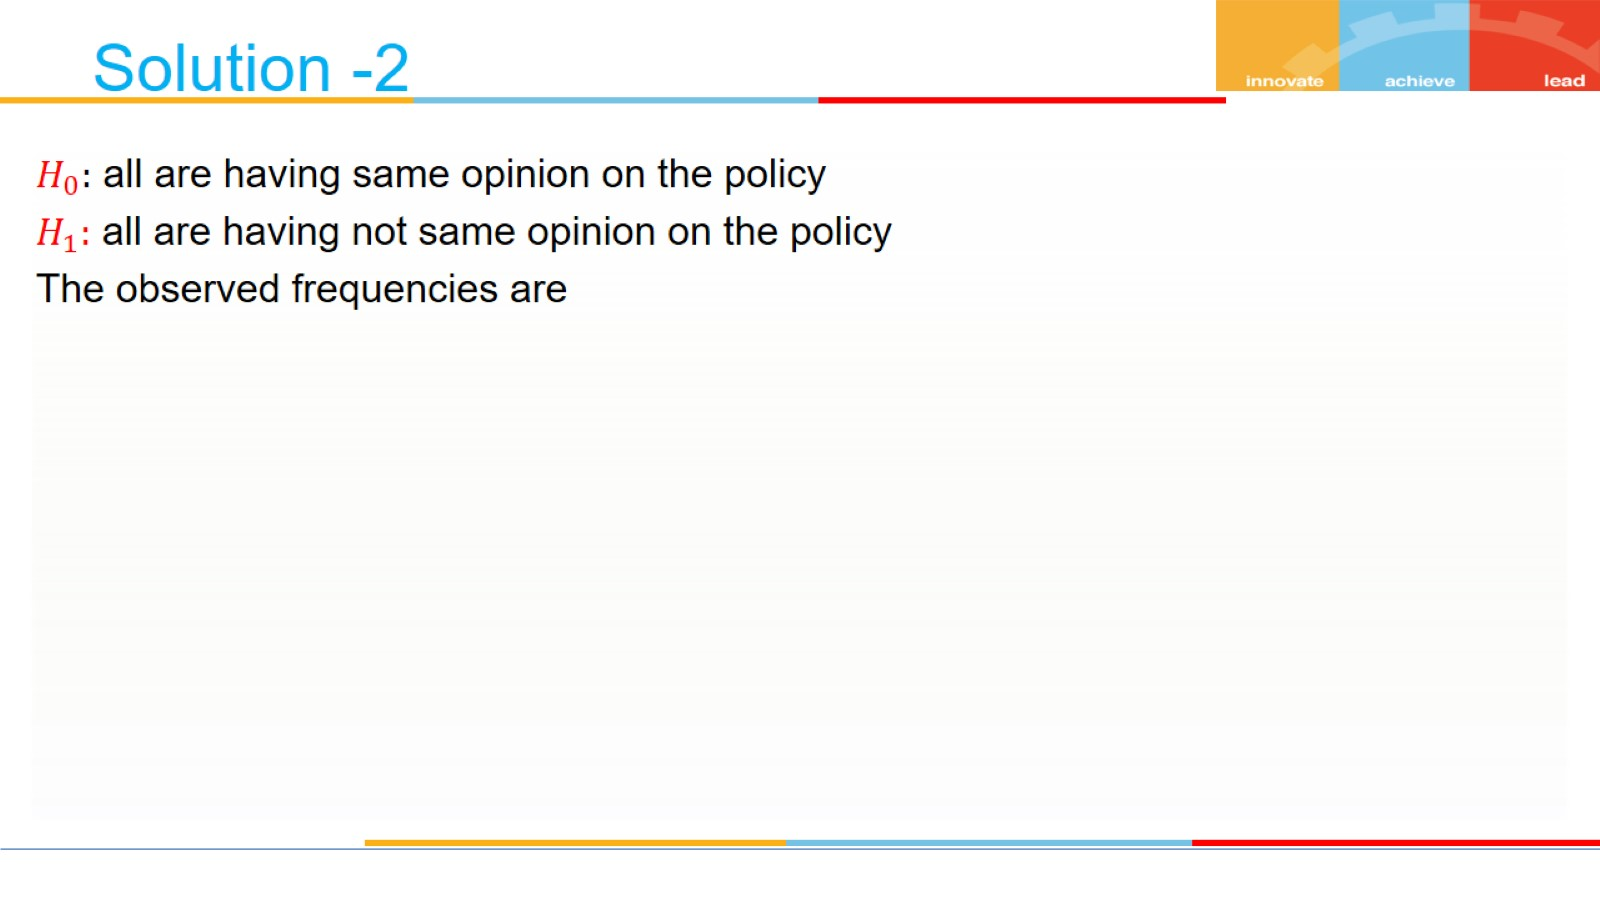 Solution -2
innovate achieve lead
H₀: all are having same opinion on the policy
H₁: all are having not same opinion on the policy
The observed frequencies are